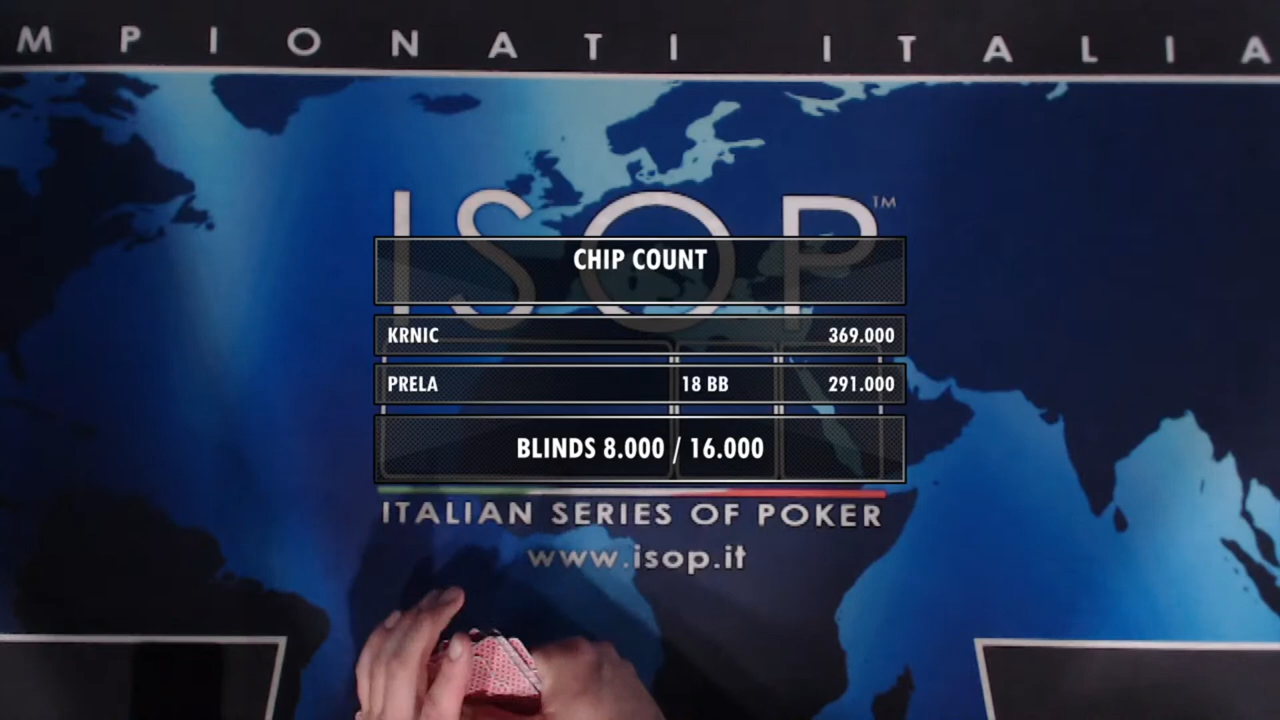 MPIONATI ITALIA
ISOP™
CHIP COUNT
KRNIC 369.000
PRELA 18 BB 291.000
BLINDS 8.000 / 16.000
ITALIAN SERIES OF POKER
www.isop.it